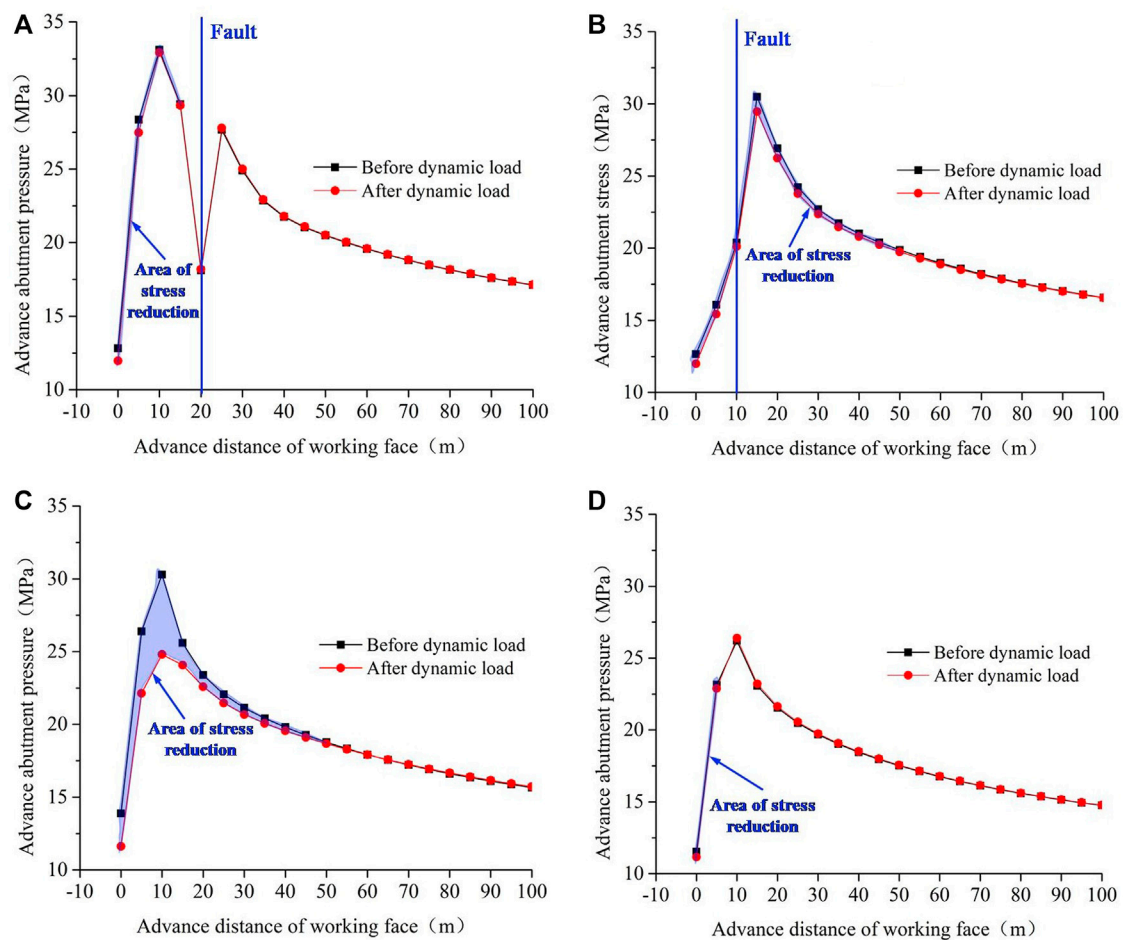 A
Advance abutment pressure（MPa）
35
30
25
20
15
10
Fault
Before dynamic load
After dynamic load
Area of
stress
reduction
-10 0 10 20 30 40 50 60 70 80 90 100
Advance distance of working face（m）
B
Advance abutment stress（MPa）
35
30
25
20
15
10
Fault
Before dynamic load
After dynamic load
Area of stress
reduction
-10 0 10 20 30 40 50 60 70 80 90 100
Advance distance of working face（m）
C
Advance abutment pressure（MPa）
35
30
25
20
15
10
Before dynamic load
After dynamic load
Area of stress
reduction
-10 0 10 20 30 40 50 60 70 80 90 100
Advance distance of working face（m）
D
Advance abutment pressure（MPa）
35
30
25
20
15
10
Before dynamic load
After dynamic load
Area of stress
reduction
-10 0 10 20 30 40 50 60 70 80 90 100
Advance distance of working face（m）